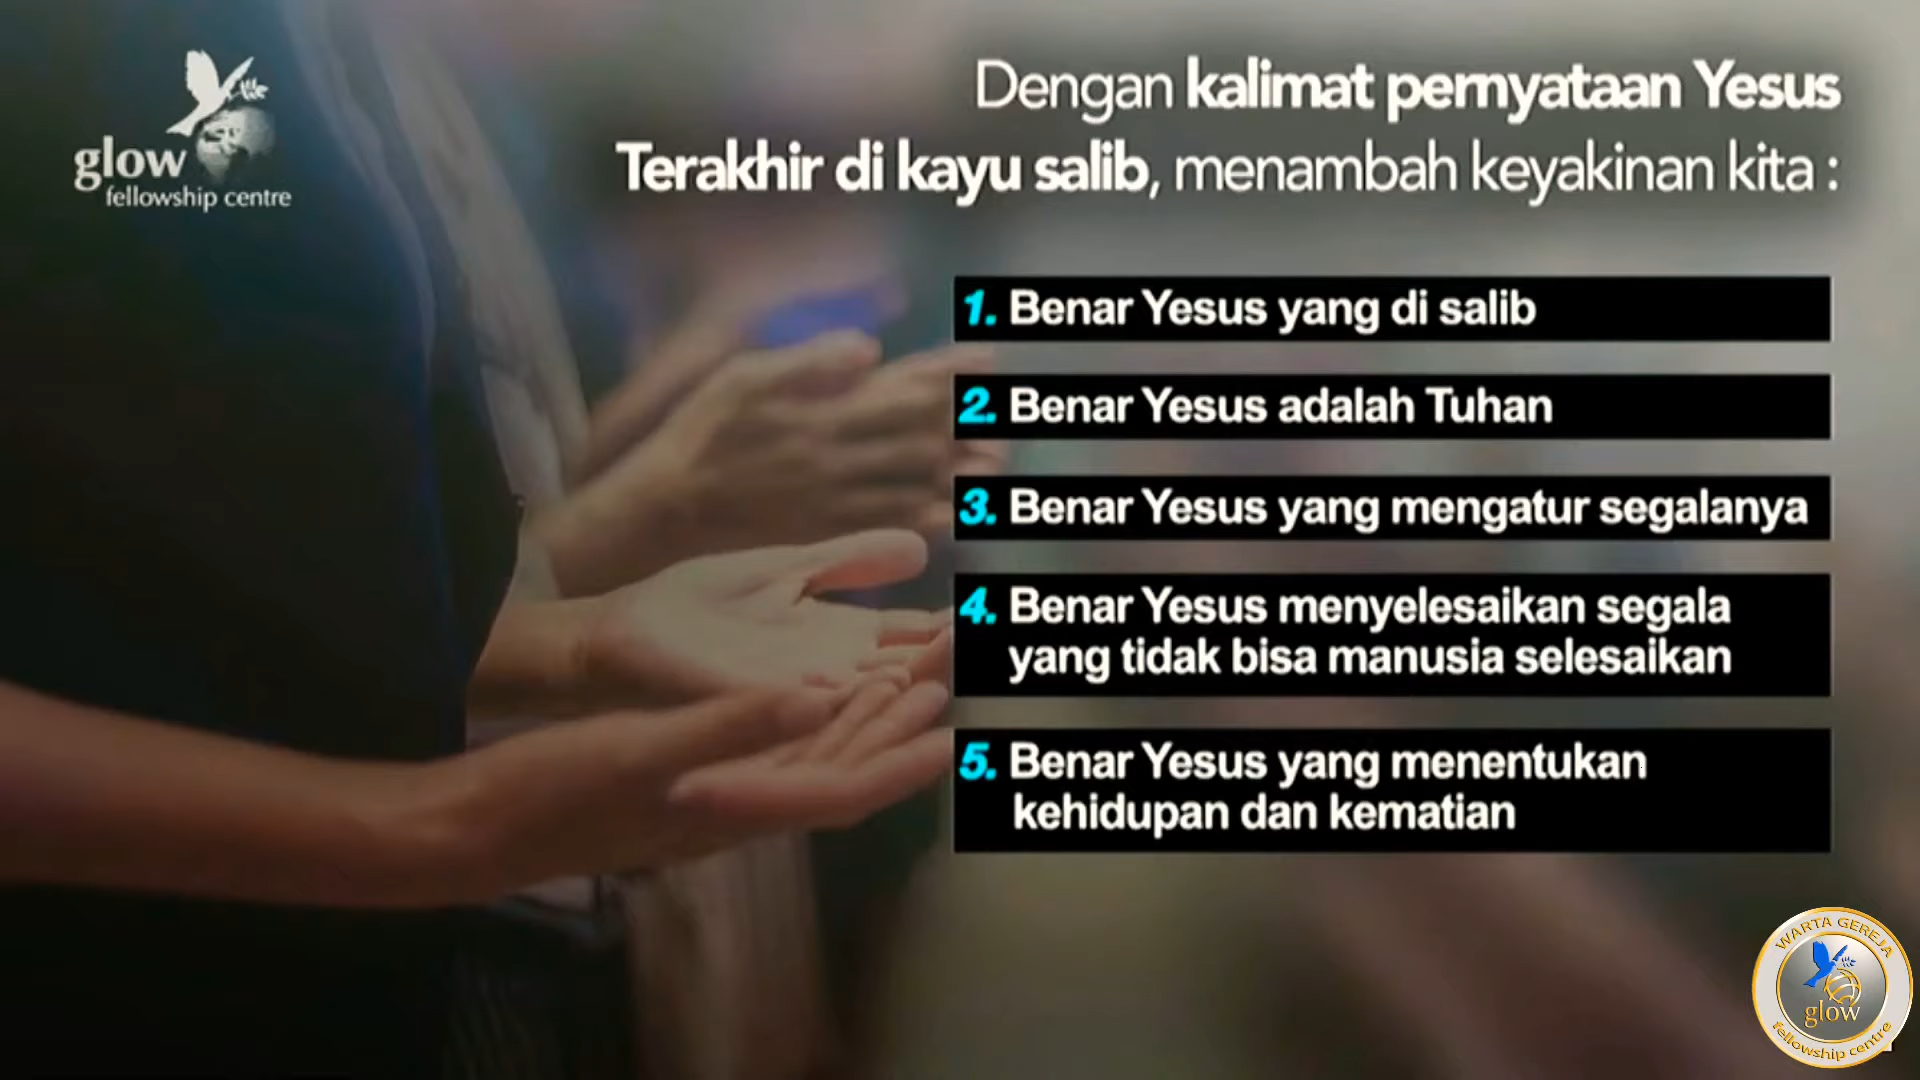 glow
fellowship centre
Dengan kalimat pernyataan Yesus
Terakhir di kayu salib, menambah keyakinan kita :
1. Benar Yesus yang di salib
2. Benar Yesus adalah Tuhan
3. Benar Yesus yang mengatur segalanya
4. Benar Yesus menyelesaikan segala
yang tidak bisa manusia selesaikan
5. Benar Yesus yang menentukan
kehidupan dan kematian
WARTA GEREJA
glow
fellowship centre